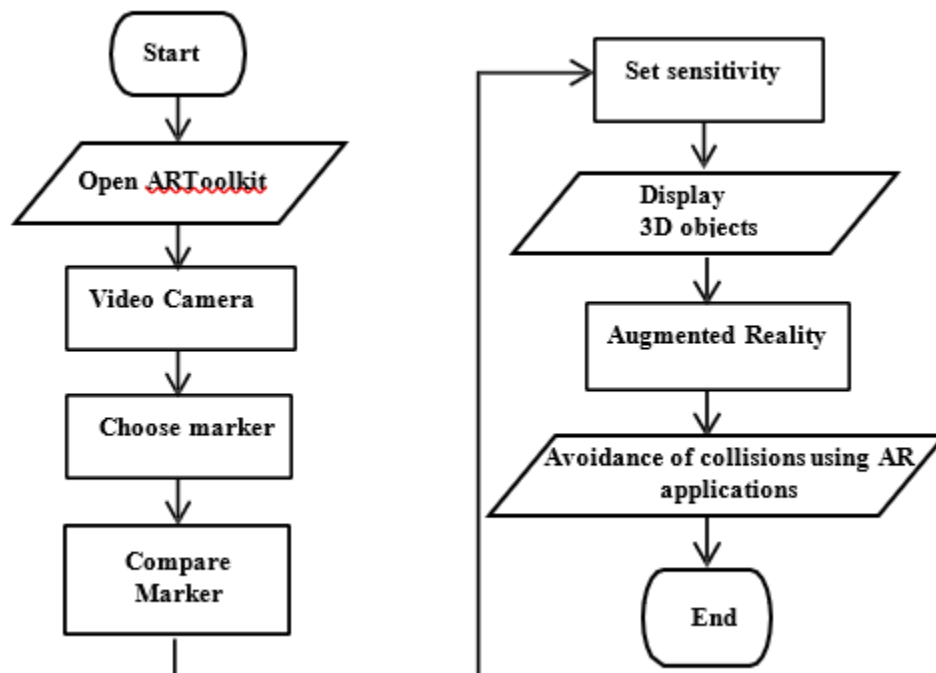 Start
Open ARToolkit
Video Camera
Choose marker
Compare
Marker
Set sensitivity
Display
3D objects
Augmented Reality
Avoidance of collisions using AR
applications
End